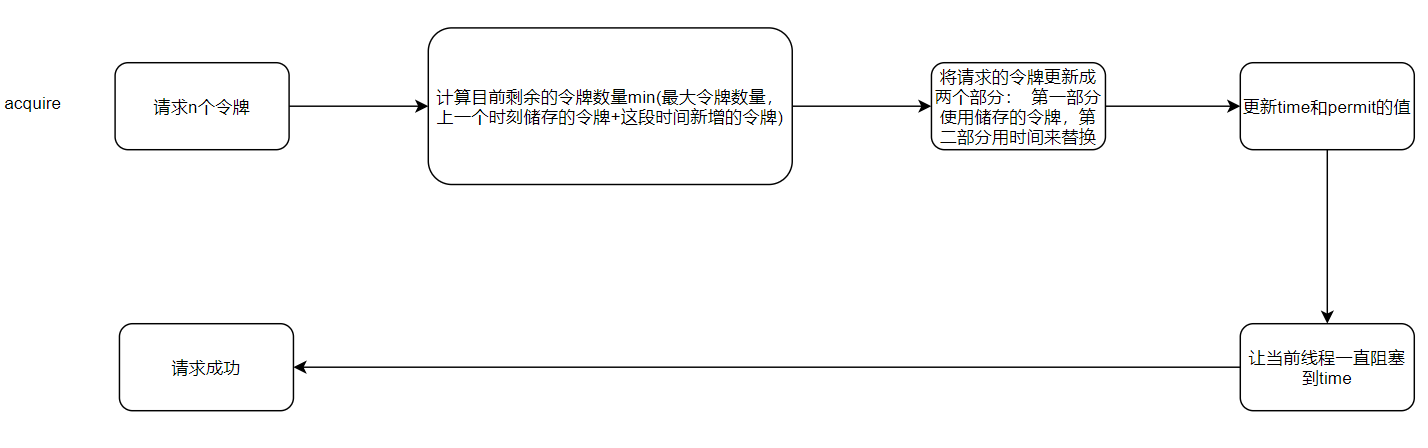 acquire
请求n个令牌
计算目前剩余的令牌数量min(最大令牌数量，
上一个时刻储存的令牌+这段时间新增的令牌)
将请求的令牌更新成
两个部分： 第一部分
使用储存的令牌，第
二部分用时间来替换
更新time和permit的值
让当前线程一直阻塞
到time
请求成功